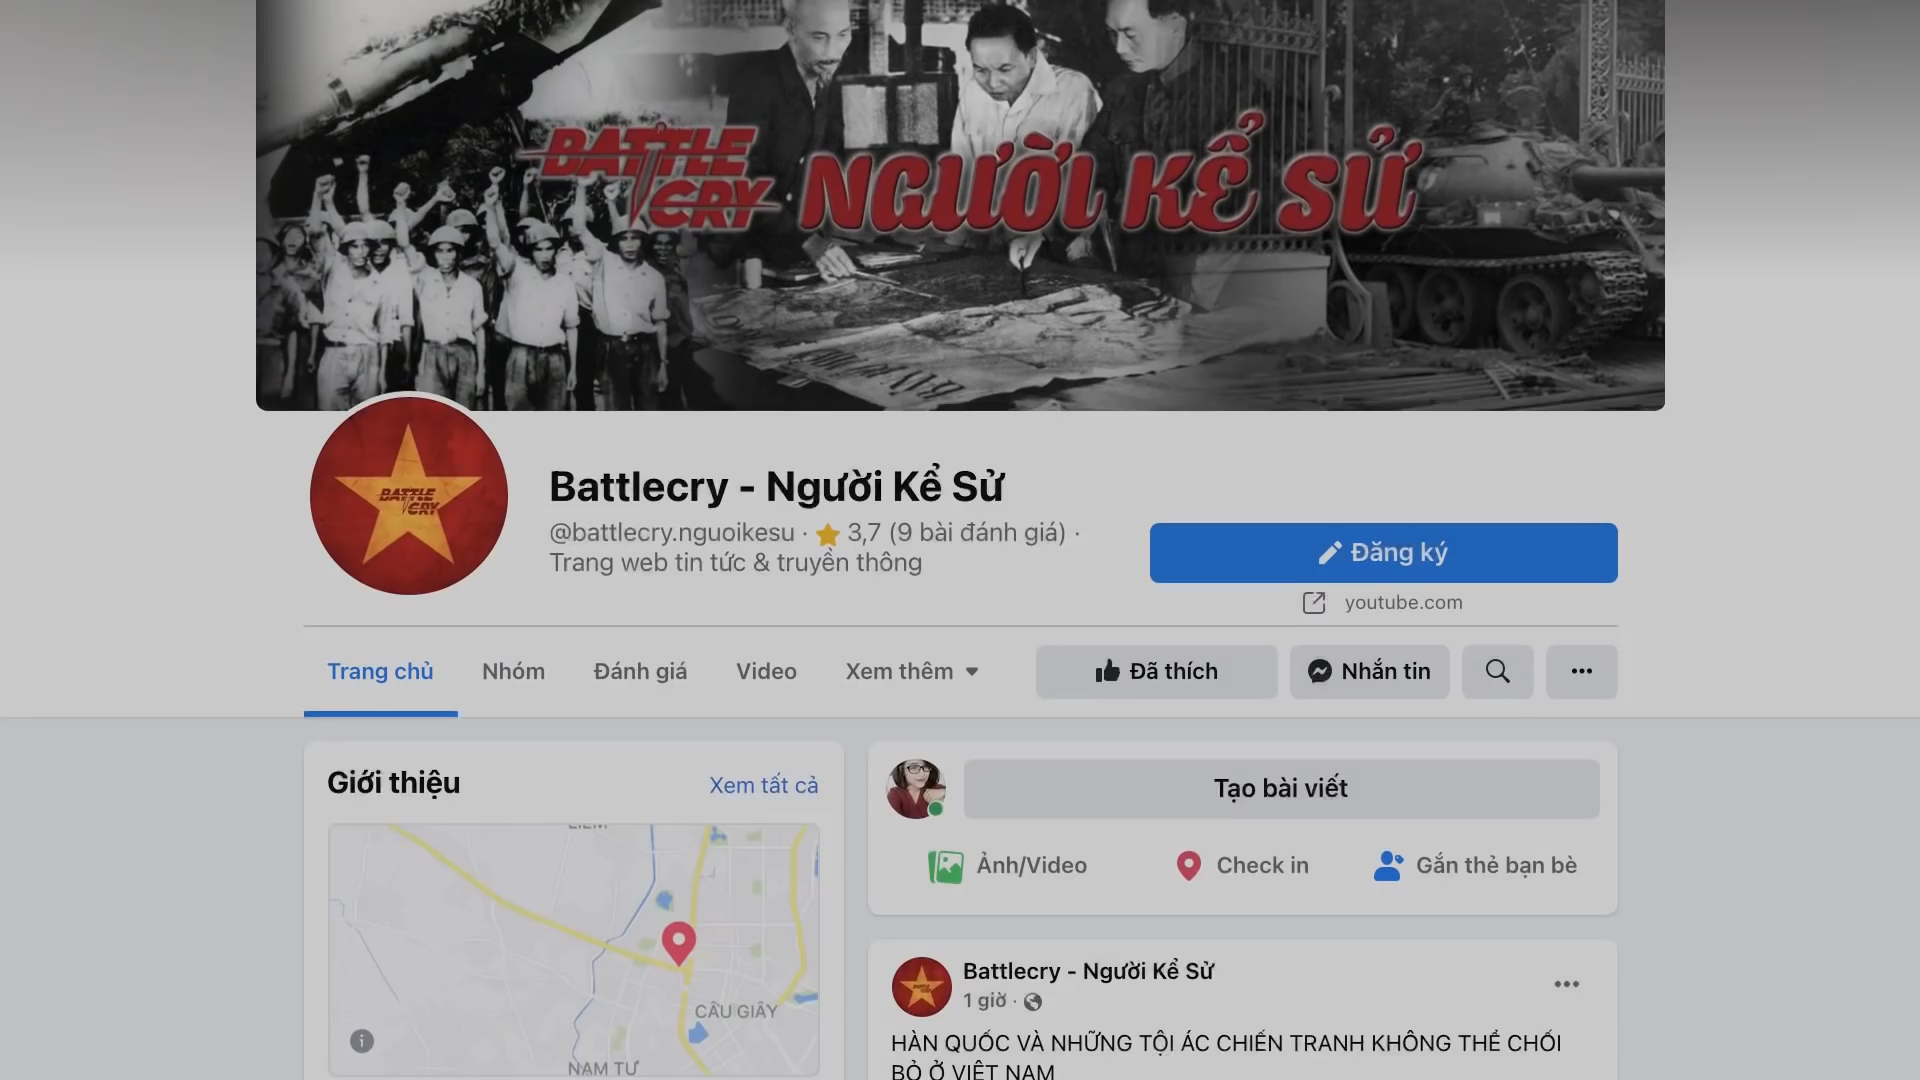 BATTLE CRY NGƯỜI KỂ SỬ
Battlecry - Người Kể Sử
@battlecry.nguoikesu · 3,7 (9 bài đánh giá) ·
Trang web tin tức & truyền thông
Đăng ký
youtube.com
Trang chủ
Nhóm
Đánh giá
Video
Xem thêm
Đã thích
Nhắn tin
Giới thiệu
Xem tất cả
LIÊM
CẦU GIẤY
NAM TỪ
Tạo bài viết
Ảnh/Video
Check in
Gắn thẻ bạn bè
Battlecry - Người Kể Sử
1 giờ ·
HÀN QUỐC VÀ NHỮNG TỘI ÁC CHIẾN TRANH KHÔNG THỂ CHỐI
BỎ Ở VIỆT NAM